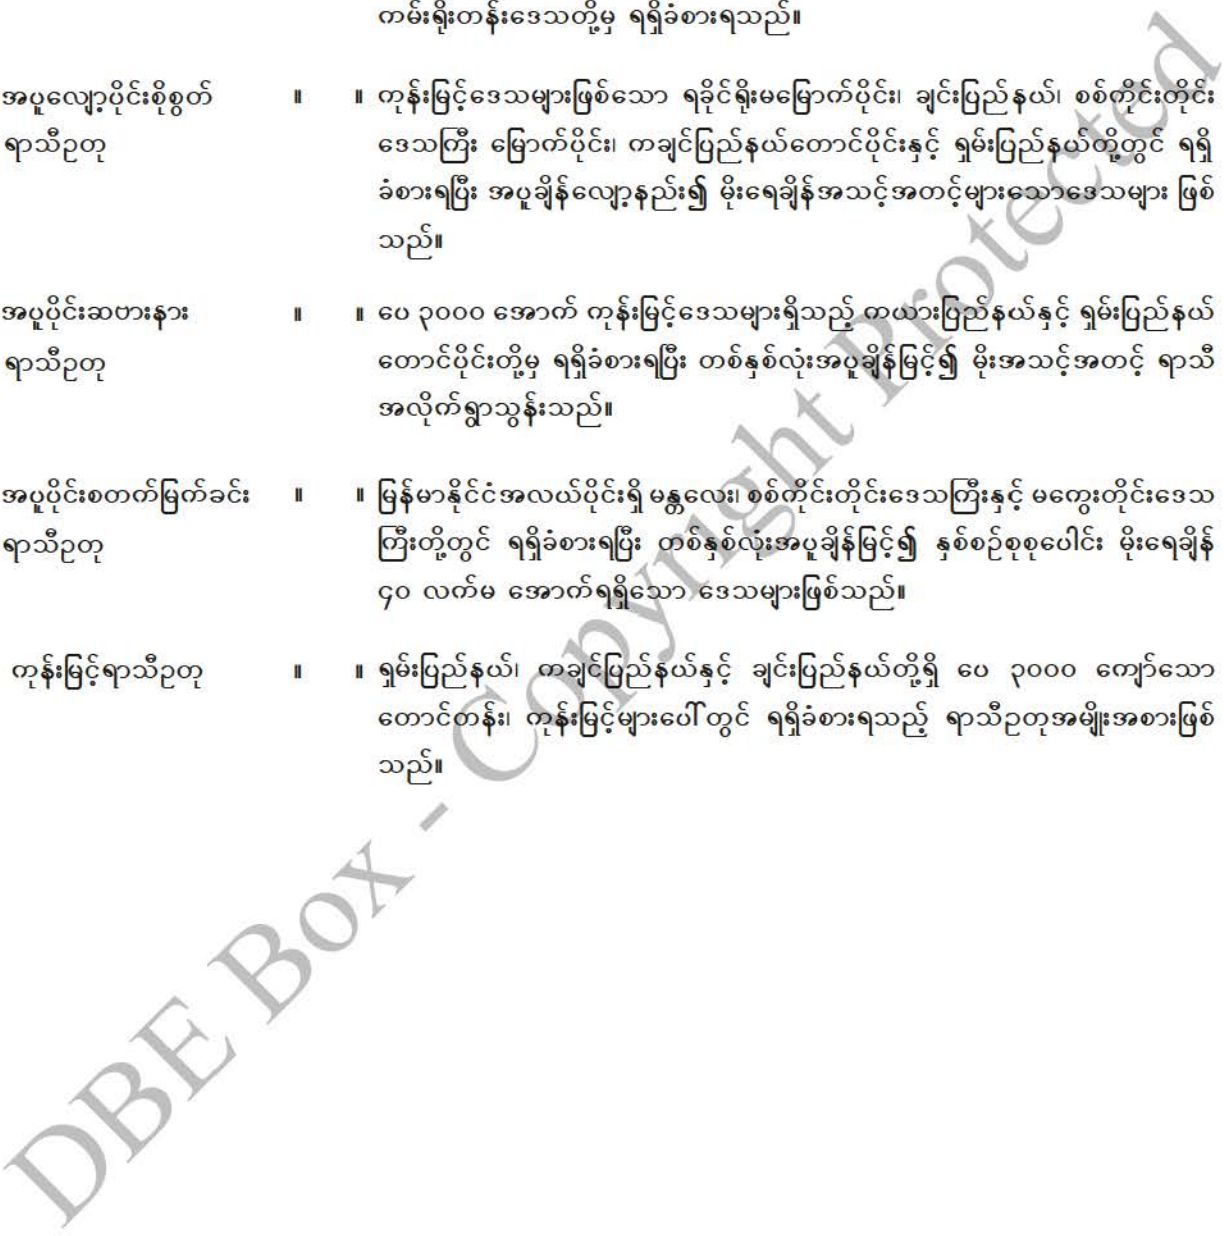 ကမ်းရိုးတန်းဒေသတို့မှ ရရှိခံစားရသည်။
အပူလျော့ပိုင်းစိုစွတ် ။ ။ ကုန်းမြင့်ဒေသများဖြစ်သော ရခိုင်ရိုးမမြောက်ပိုင်း၊ ချင်းပြည်နယ်၊ စစ်ကိုင်းတိုင်း
ရာသီဥတု ဒေသကြီး မြောက်ပိုင်း၊ ကချင်ပြည်နယ်တောင်ပိုင်းနှင့် ရှမ်းပြည်နယ်တို့တွင် ရရှိ
ခံစားရပြီး အပူချိန်လျော့နည်း၍ မိုးရေချိန်အသင့်အတင့်များသောဒေသများ ဖြစ်
သည်။
အပူပိုင်းဆဗားနား ။ ။ ပေ ၃၀၀၀ အောက် ကုန်းမြင့်ဒေသများရှိသည့် ကယားပြည်နယ်နှင့် ရှမ်းပြည်နယ်
ရာသီဥတု တောင်ပိုင်းတို့မှ ရရှိခံစားရပြီး တစ်နှစ်လုံးအပူချိန်မြင့်၍ မိုးအသင့်အတင့် ရာသီ
အလိုက်ရွာသွန်းသည်။
အပူပိုင်းစတက်မြက်ခင်း ။ ။ မြန်မာနိုင်ငံအလယ်ပိုင်းရှိ မန္တလေး၊ စစ်ကိုင်းတိုင်းဒေသကြီးနှင့် မကွေးတိုင်းဒေသ
ရာသီဥတု ကြီးတို့တွင် ရရှိခံစားရပြီး တစ်နှစ်လုံးအပူချိန်မြင့်၍ နှစ်စဉ်စုစုပေါင်း မိုးရေချိန်
၄၀ လက်မ အောက်ရရှိသော ဒေသများဖြစ်သည်။
ကုန်းမြင့်ရာသီဥတု ။ ။ ရှမ်းပြည်နယ်၊ ကချင်ပြည်နယ်နှင့် ချင်းပြည်နယ်တို့ရှိ ပေ ၃၀၀၀ ကျော်သော
တောင်တန်း၊ ကုန်းမြင့်များပေါ်တွင် ရရှိခံစားရသည့် ရာသီဥတုအမျိုးအစားဖြစ်
သည်။
DBE Box - Copyright Protected